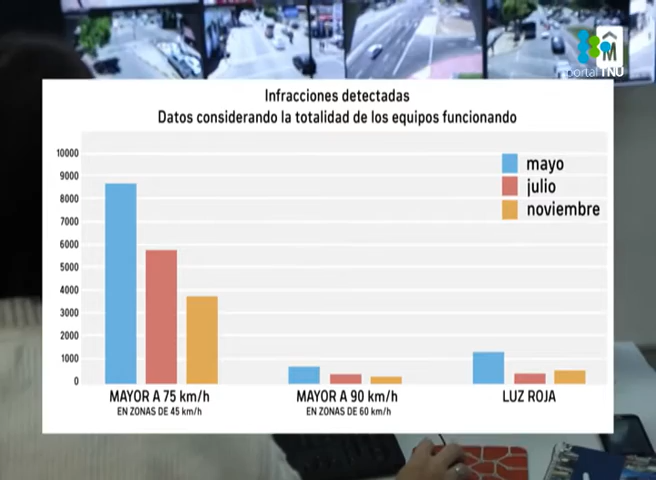 portal TNU
Infracciones detectadas
Datos considerando la totalidad de los equipos funcionando
10000
9000
8000
7000
6000
5000
4000
3000
2000
1000
0
mayo
julio
noviembre
MAYOR A 75 km/h
EN ZONAS DE 45 km/h
MAYOR A 90 km/h
EN ZONAS DE 60 km/h
LUZ ROJA